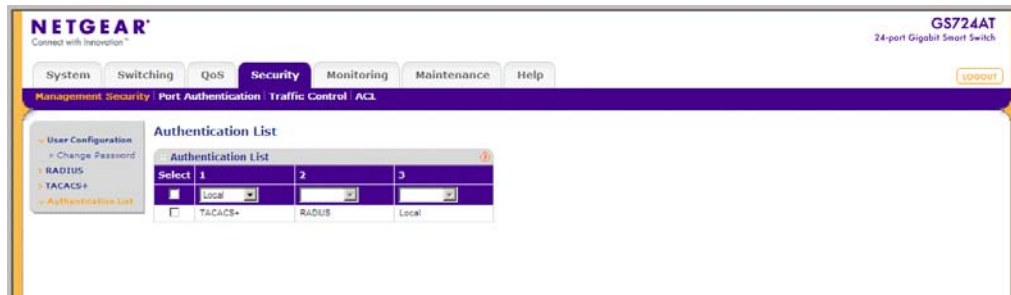 NETGEAR
Connect with Innovation™
GS724AT
24-port Gigabit Smart Switch
System Switching QoS Security Monitoring Maintenance Help
LOGOUT
Management Security Port Authentication Traffic Control ACL
User Configuration
Change Password
RADIUS
TACACS+
Authentication List
Authentication List
Authentication List
Select 1 2 3
Local
TACACS+ RADIUS Local